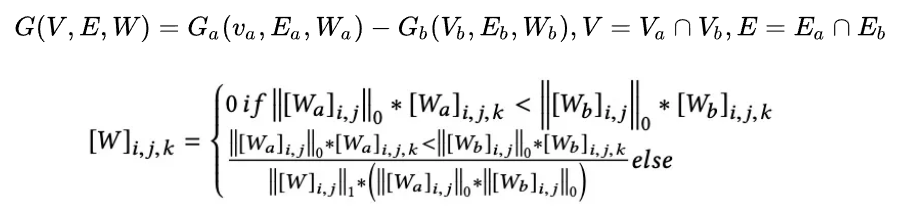 G(V, E, W) = G_a(v_a, E_a, W_a) − G_b(V_b, E_b, W_b), V = V_a ∩ V_b, E = E_a ∩ E_b
[W]_{i,j,k} = { 0 if ‖[W_a]_{i,j}‖_0 * [W_a]_{i,j,k} < ‖[W_b]_{i,j}‖_0 * [W_b]_{i,j,k}
‖[W_a]_{i,j}‖_0 * [W_a]_{i,j,k} < ‖[W_b]_{i,j}‖_0 * [W_b]_{i,j,k} / ‖[W]_{i,j}‖_1 * (‖[W_a]_{i,j}‖_0 * ‖[W_b]_{i,j}‖_0) else